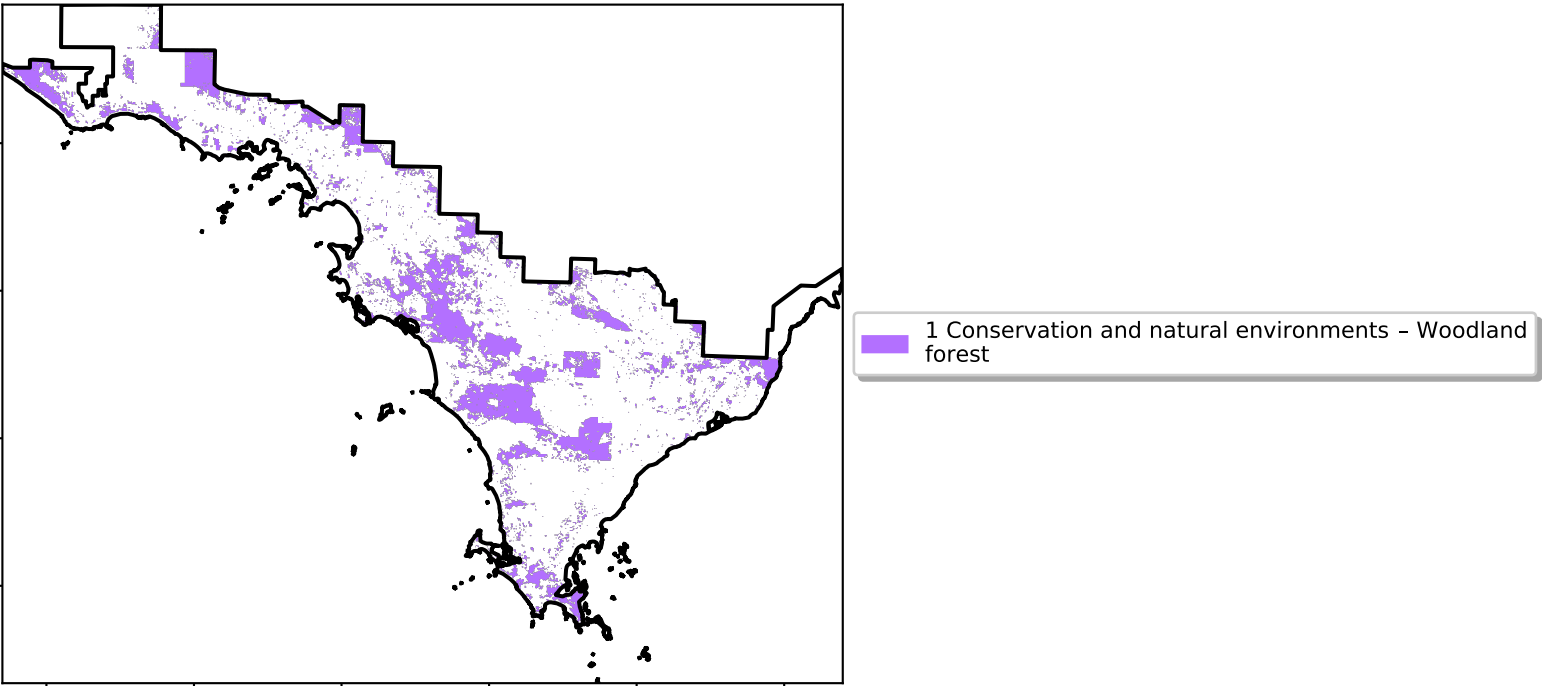 1 Conservation and natural environments – Woodland
forest